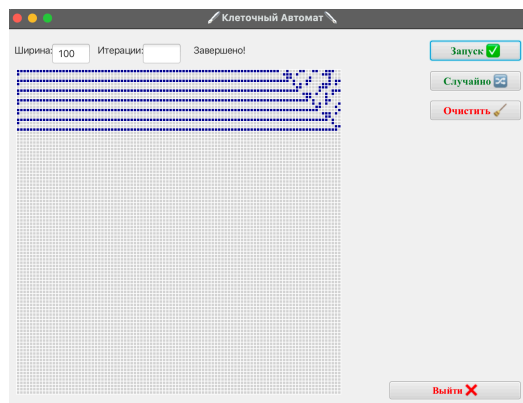 Клеточный Автомат
Ширина: 100 Итерации: Завершено!
Запуск
Случайно
Очистить
Выйти